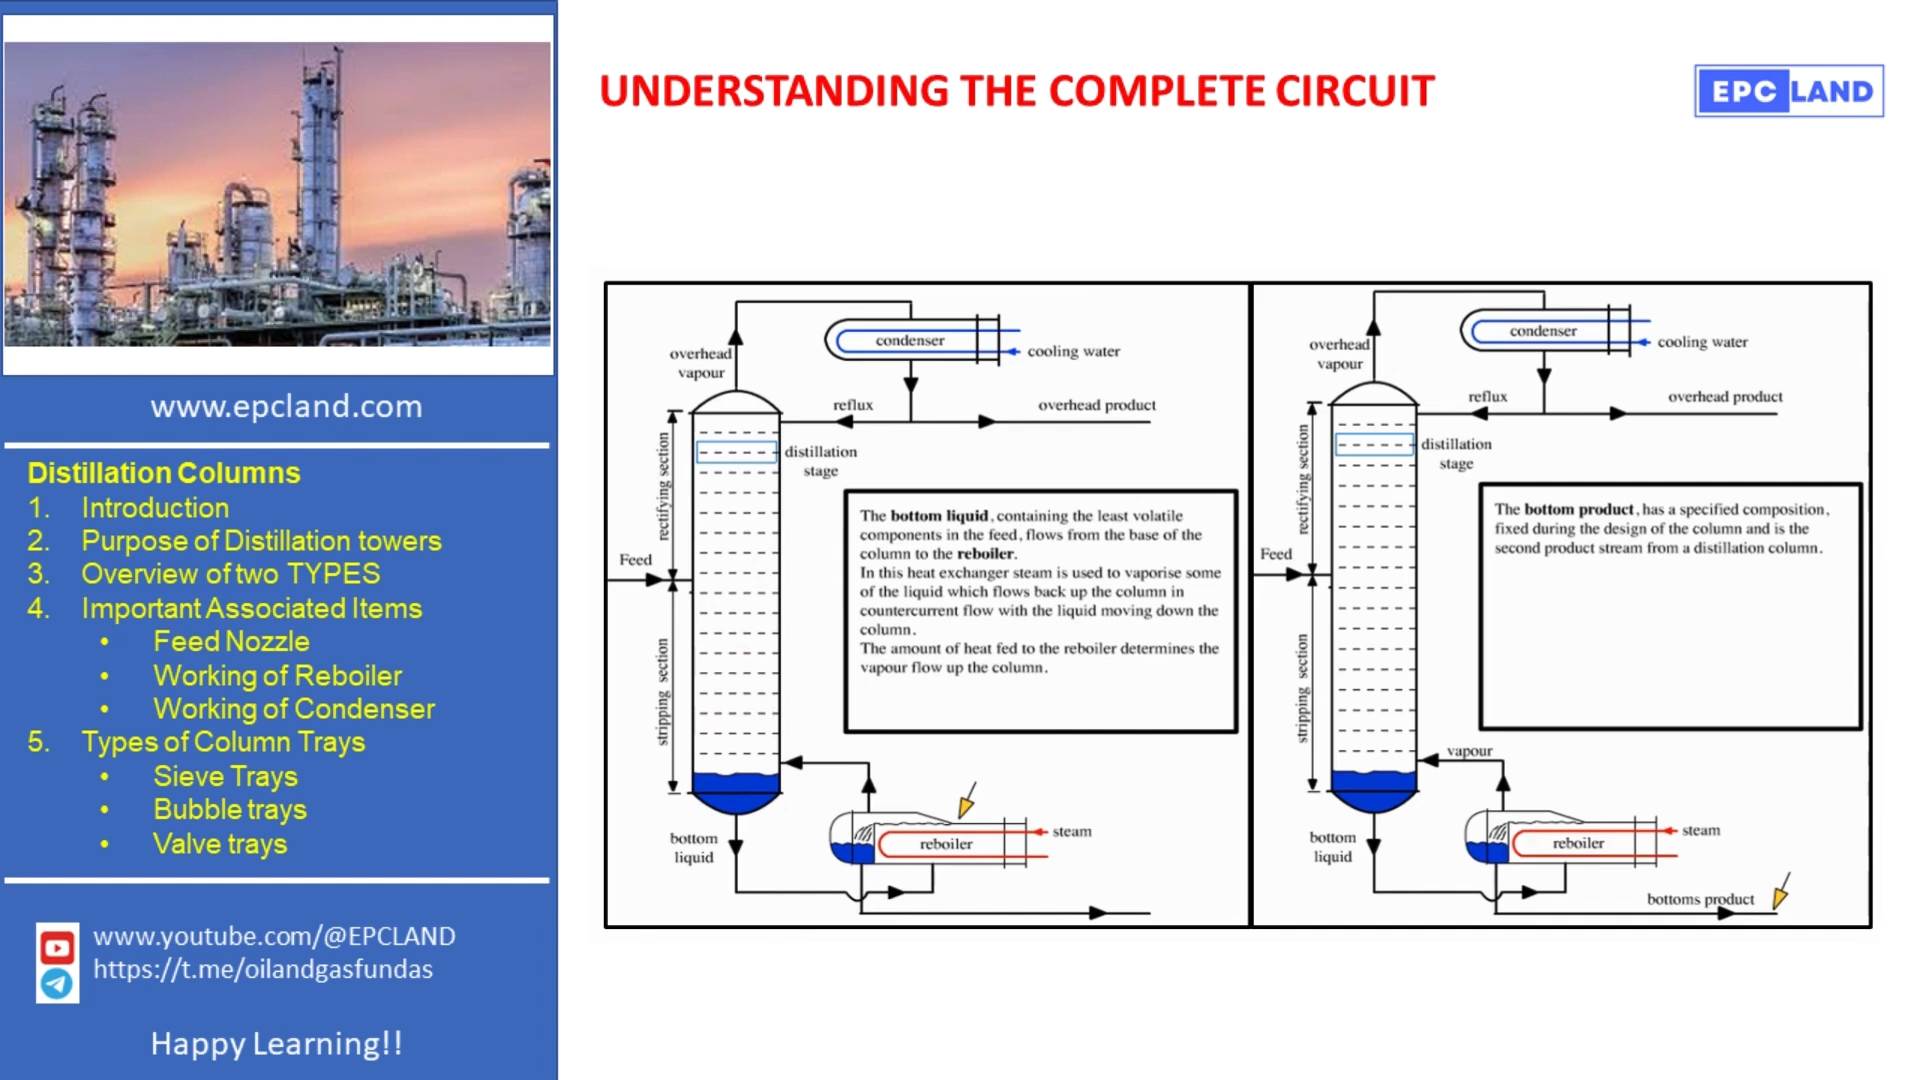 www.epcland.com
Distillation Columns
1. Introduction
2. Purpose of Distillation towers
3. Overview of two TYPES
4. Important Associated Items
• Feed Nozzle
• Working of Reboiler
• Working of Condenser
5. Types of Column Trays
• Sieve Trays
• Bubble trays
• Valve trays
www.youtube.com/@EPCLAND
https://t.me/oilandgasfundas
Happy Learning!!
UNDERSTANDING THE COMPLETE CIRCUIT
EPC LAND
condenser
cooling water
overhead
vapour
reflux
overhead product
rectifying section
distillation
stage
Feed
The bottom liquid, containing the least volatile
components in the feed, flows from the base of the
column to the reboiler.
In this heat exchanger steam is used to vaporise some
of the liquid which flows back up the column in
countercurrent flow with the liquid moving down the
column.
The amount of heat fed to the reboiler determines the
vapour flow up the column.
stripping section
bottom
liquid
reboiler
steam
condenser
cooling water
overhead
vapour
reflux
overhead product
rectifying section
distillation
stage
Feed
The bottom product, has a specified composition,
fixed during the design of the column and is the
second product stream from a distillation column.
stripping section
vapour
bottom
liquid
reboiler
steam
bottoms product